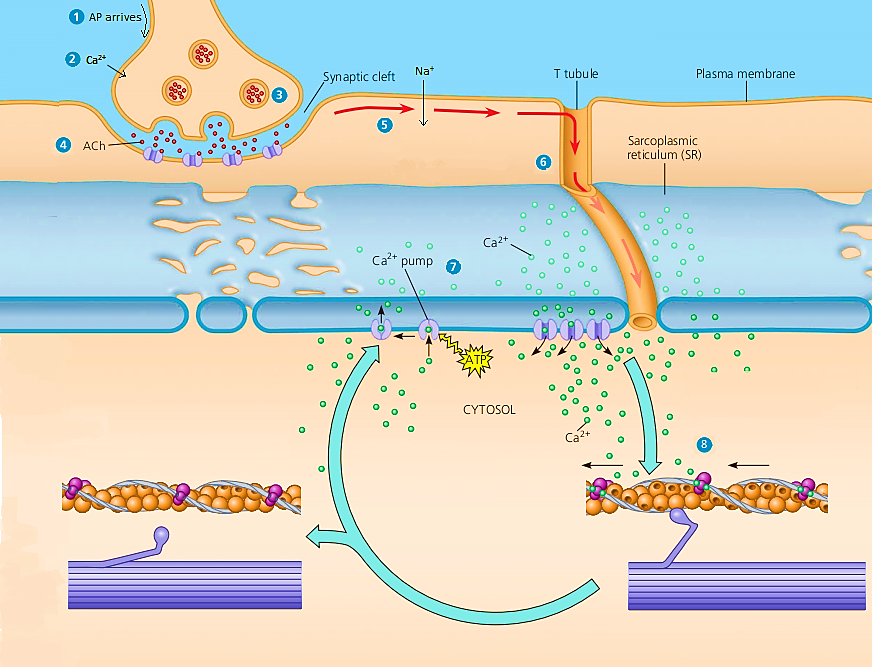 1 AP arrives
2 Ca²⁺
3
Synaptic cleft
Na⁺
T tubule
Plasma membrane
4 ACh
5
6
Sarcoplasmic
reticulum (SR)
Ca²⁺
Ca²⁺ pump
7
ATP
CYTOSOL
Ca²⁺
8